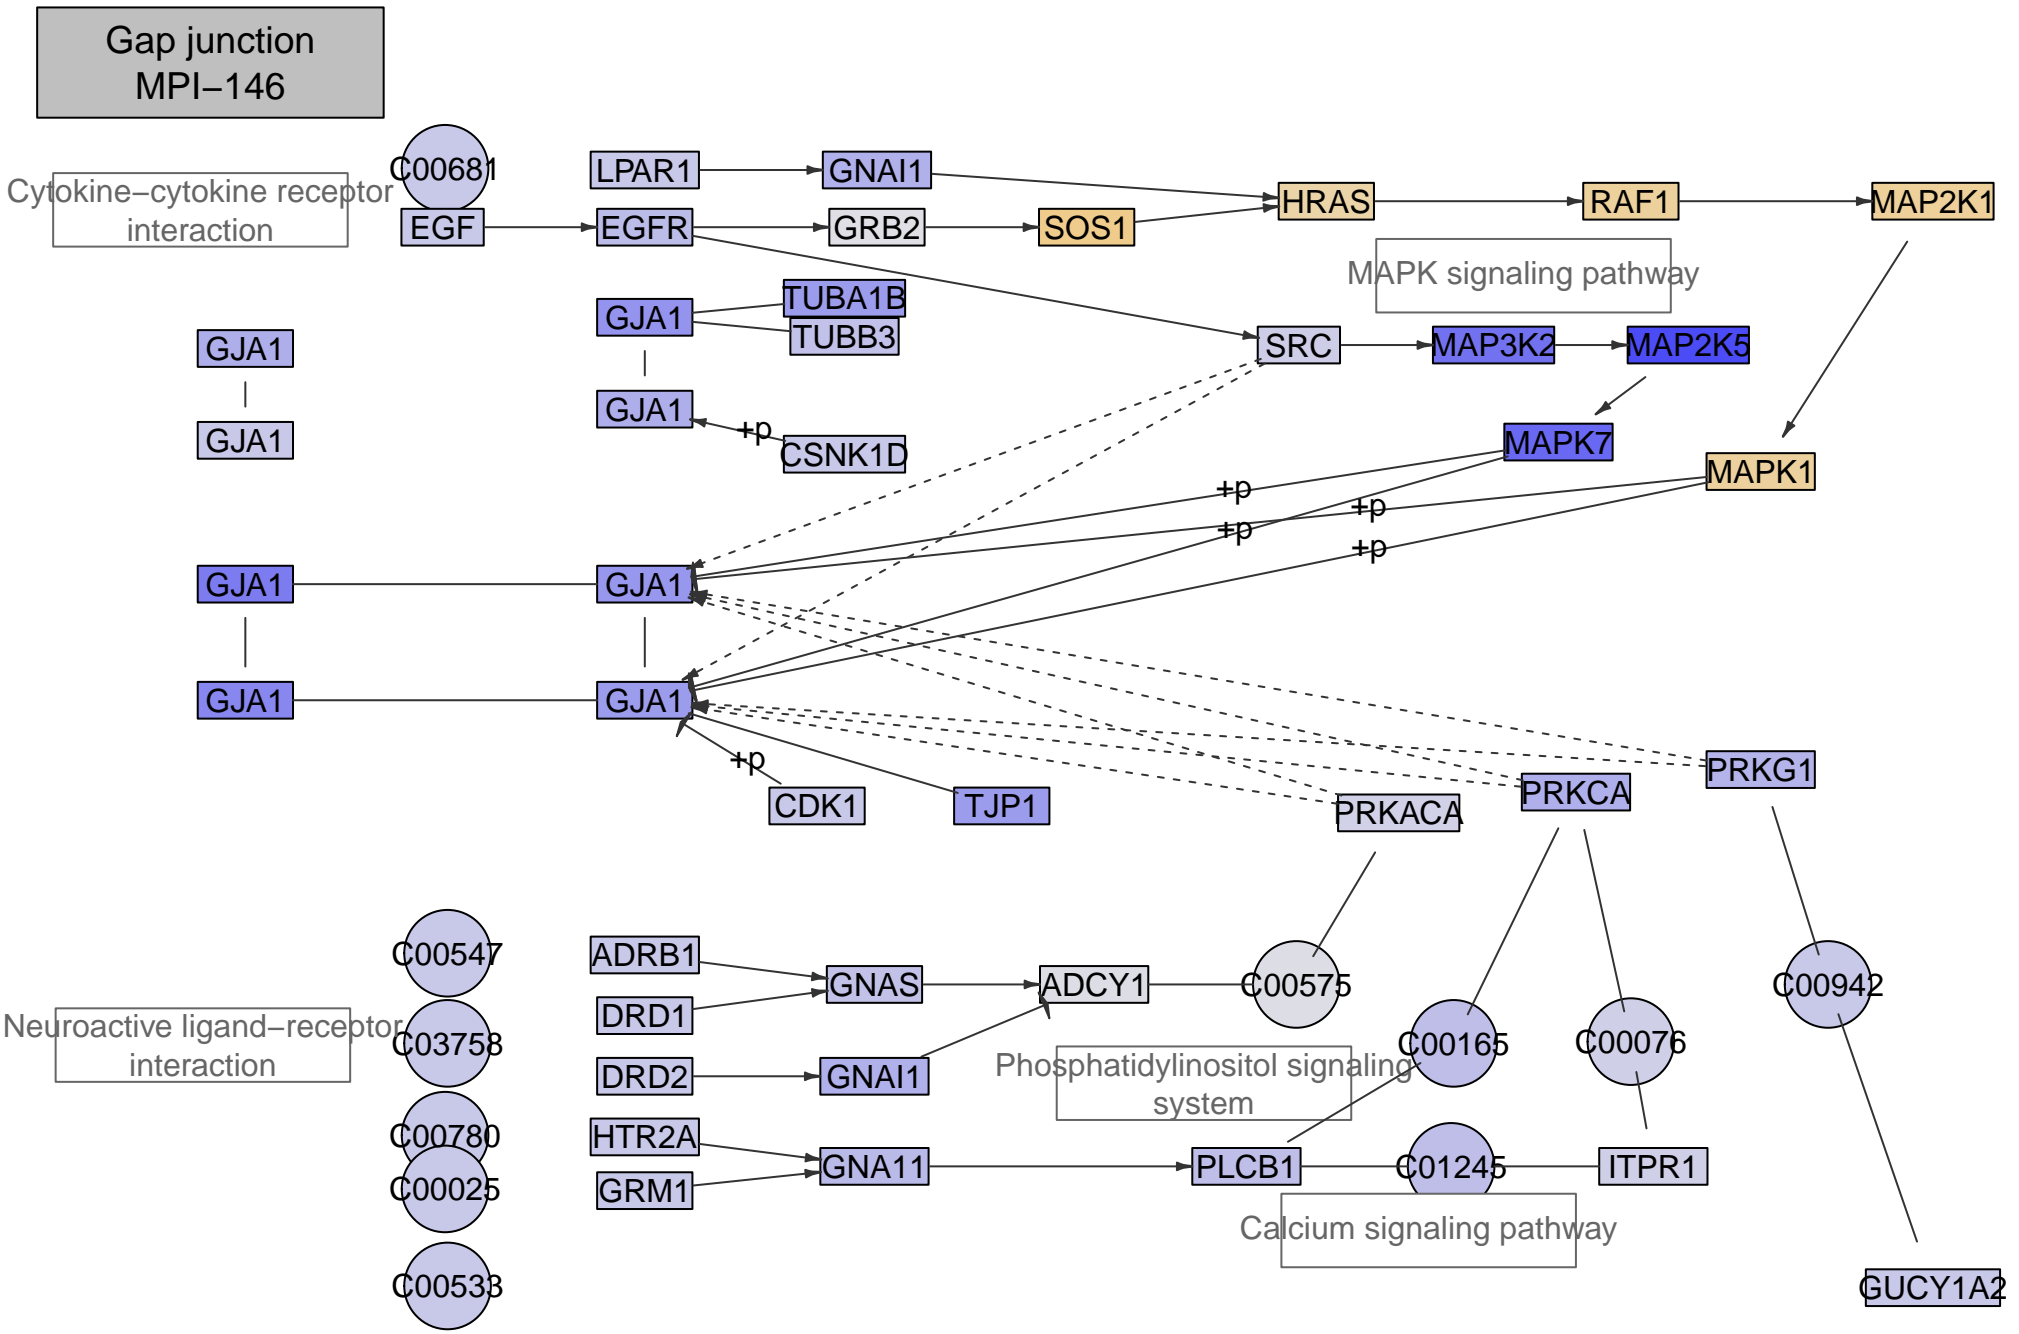 Gap junction
MPI−146
C00681
LPAR1
GNAI1
HRAS
RAF1
MAP2K1
Cytokine−cytokine receptor
interaction
EGF
EGFR
GRB2
SOS1
MAPK signaling pathway
TUBA1B
GJA1
TUBB3
GJA1
SRC
MAP3K2
MAP2K5
GJA1
+p
GJA1
CSNK1D
MAPK7
MAPK1
+p
+p
+p
+p
GJA1
GJA1
GJA1
GJA1
+p
CDK1
TJP1
PRKACA
PRKCA
PRKG1
C00547
ADRB1
GNAS
ADCY1
C00575
C00942
DRD1
Neuroactive ligand−receptor
interaction
C03758
C00165
C00076
DRD2
GNAI1
Phosphatidylinositol signaling
system
C00780
HTR2A
GNA11
PLCB1
C01245
ITPR1
C00025
GRM1
Calcium signaling pathway
C00533
GUCY1A2